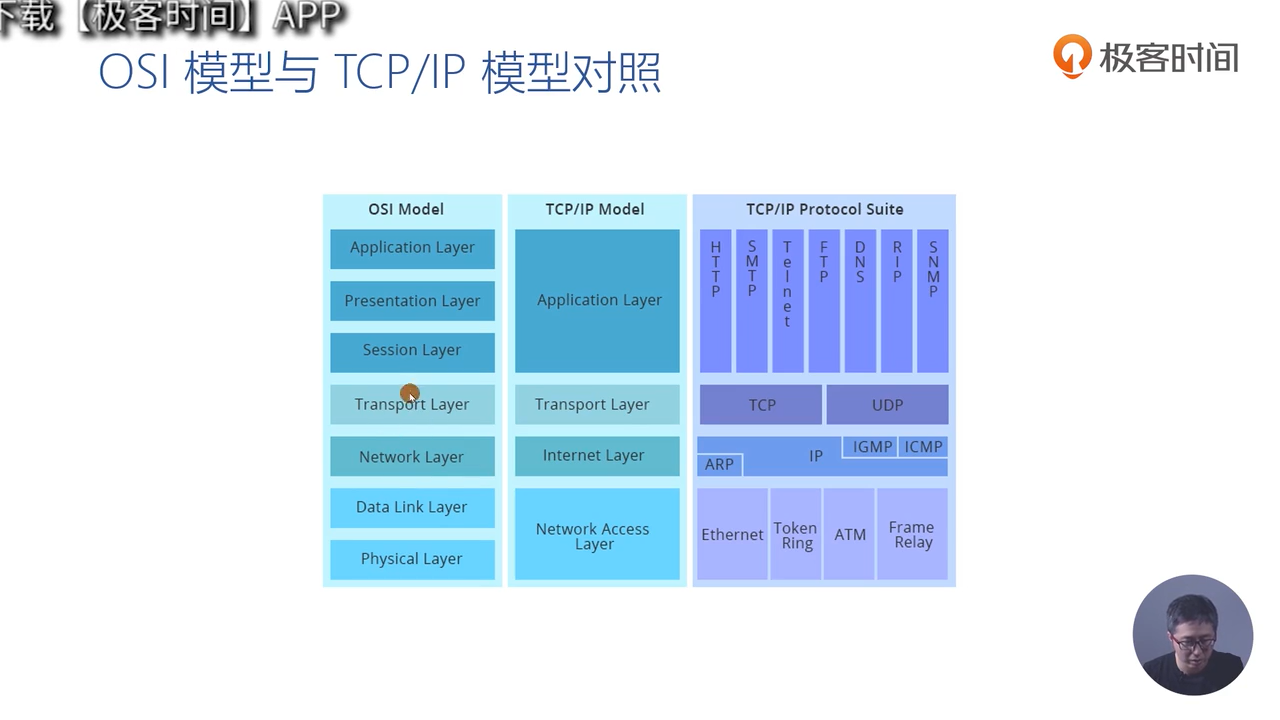 下载【极客时间】APP
极客时间
OSI 模型与 TCP/IP 模型对照
OSI Model
Application Layer
Presentation Layer
Session Layer
Transport Layer
Network Layer
Data Link Layer
Physical Layer
TCP/IP Model
Application Layer
Transport Layer
Internet Layer
Network Access
Layer
TCP/IP Protocol Suite
HTTP
SMTP
Telnet
FTP
DNS
RIP
SNMP
TCP
UDP
IP
IGMP
ICMP
ARP
Ethernet
Token
Ring
ATM
Frame
Relay